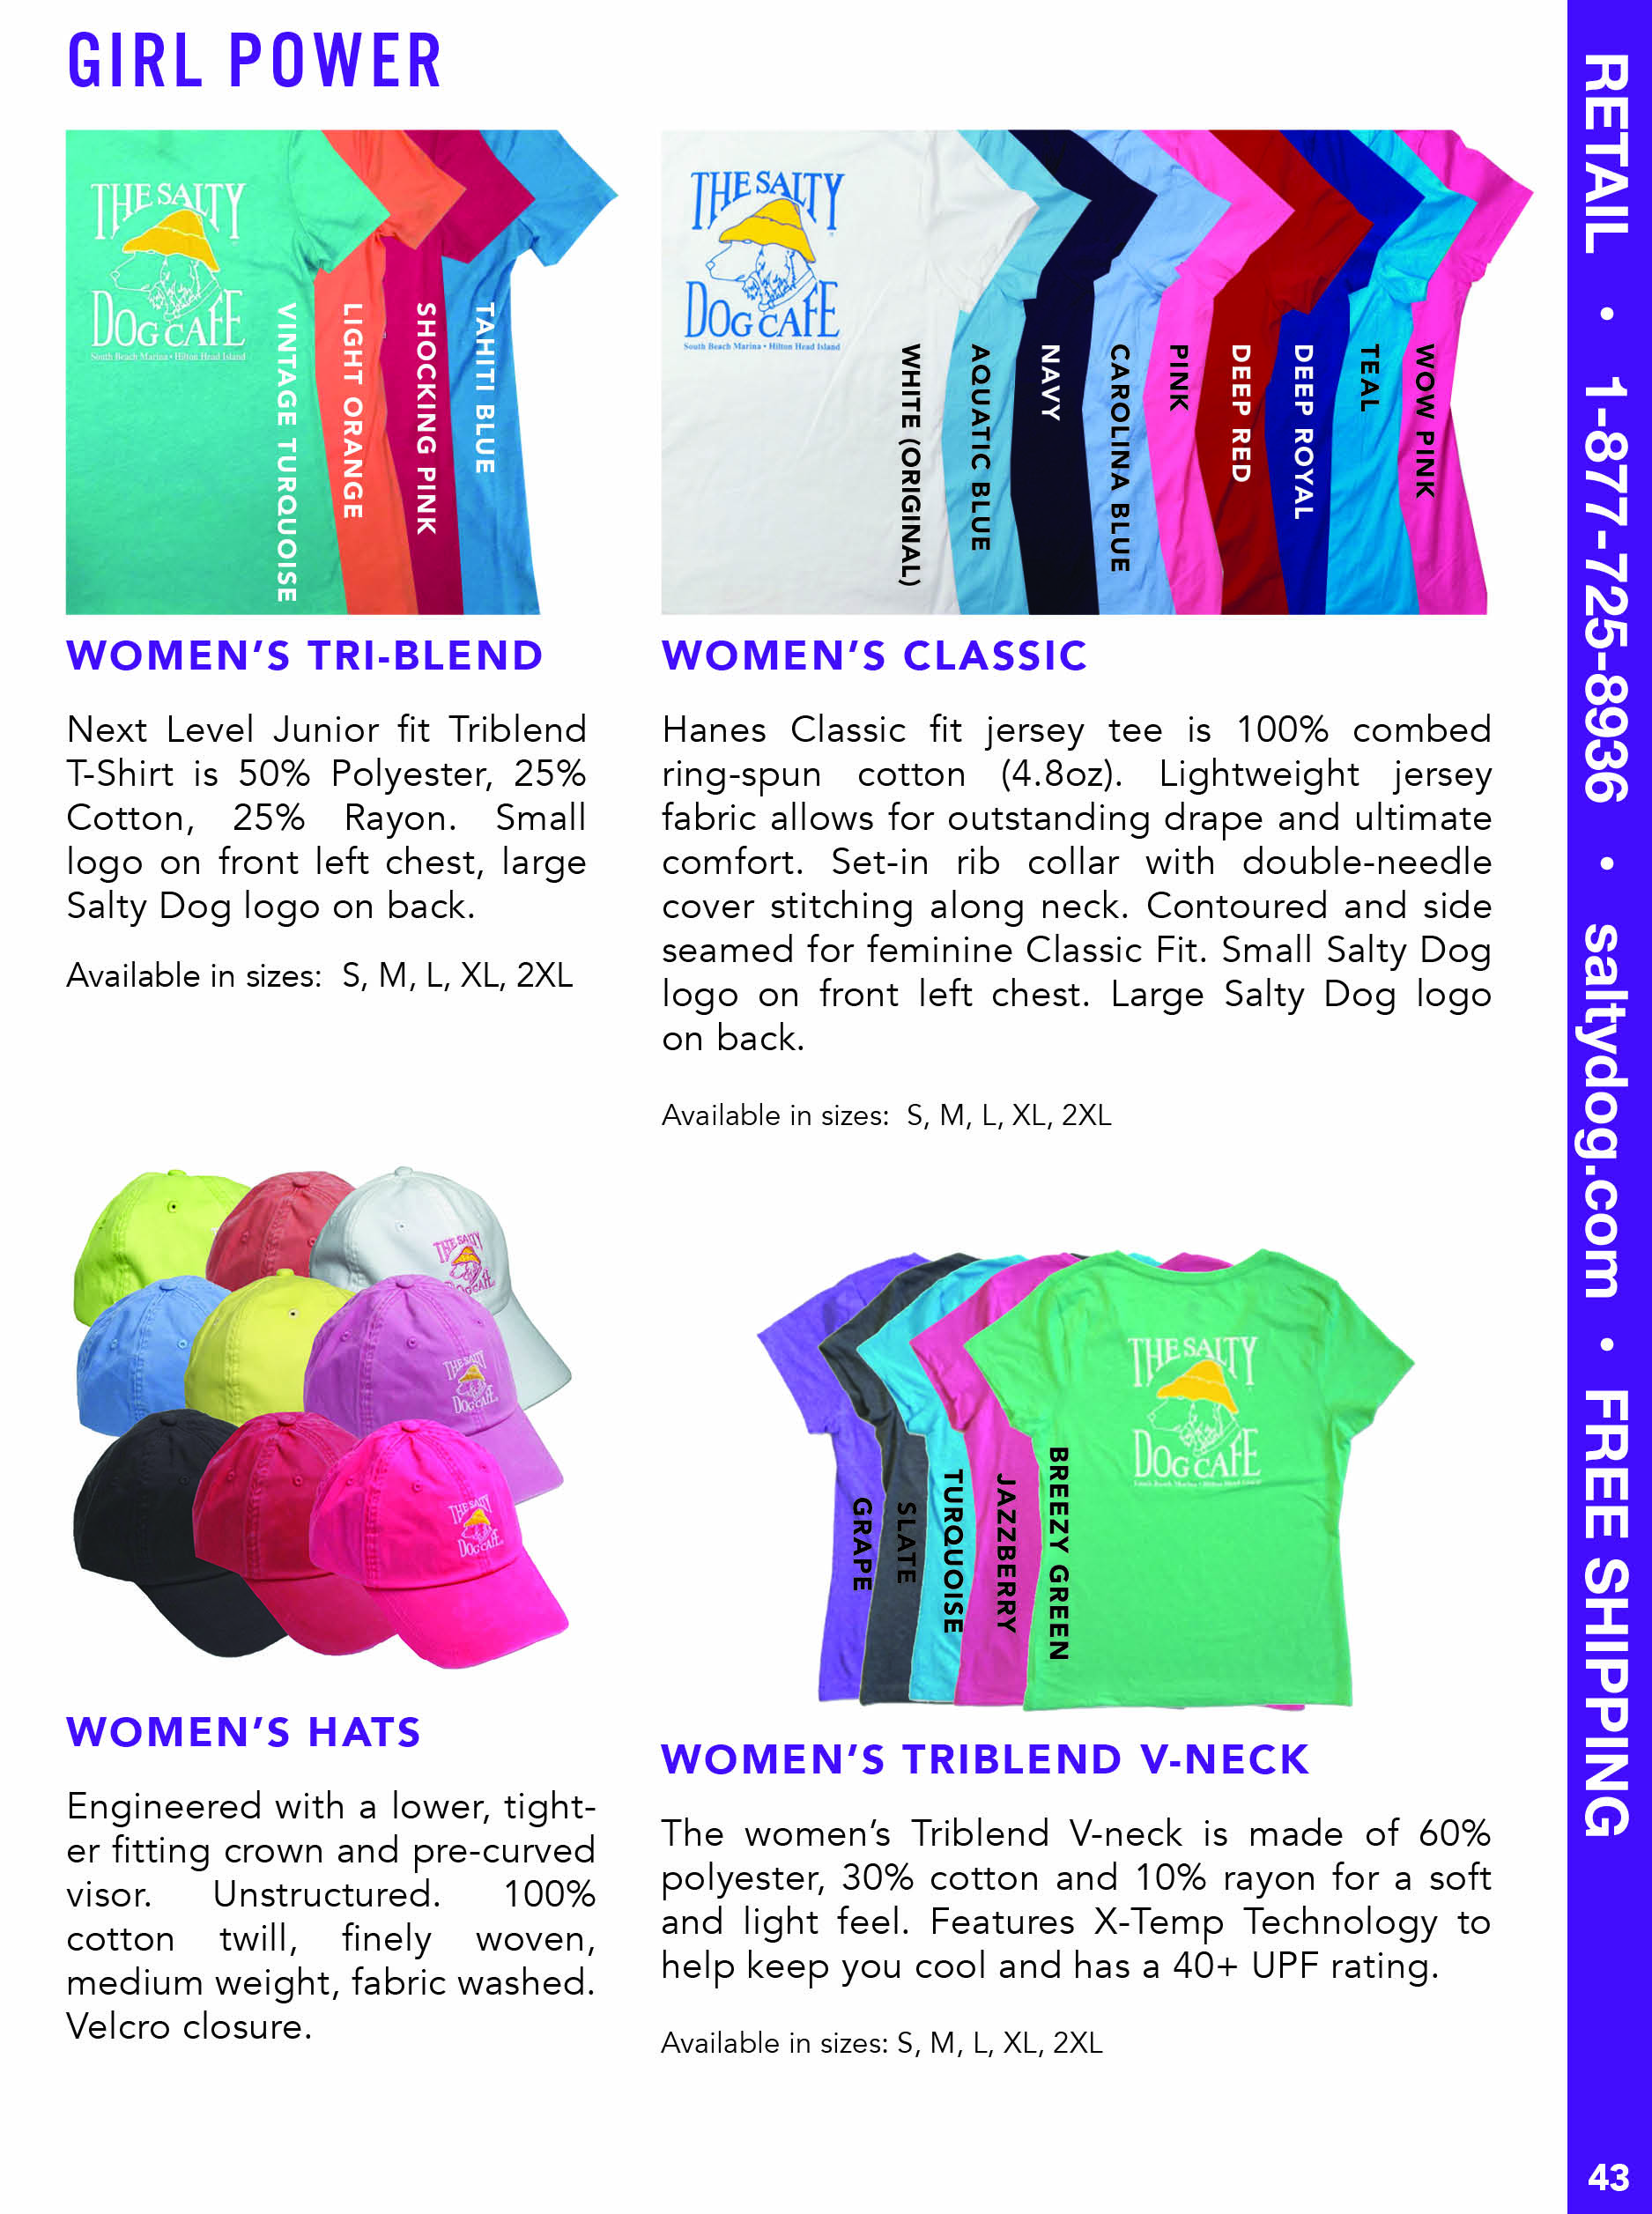 GIRL POWER
THE SALTY
DOG CAFE
South Beach Marina • Hilton Head Island
VINTAGE TURQUOISE
LIGHT ORANGE
SHOCKING PINK
TAHITI BLUE
THE SALTY
DOG CAFE
South Beach Marina • Hilton Head Island
WHITE (ORIGINAL)
AQUATIC BLUE
NAVY
CAROLINA BLUE
PINK
DEEP RED
DEEP ROYAL
TEAL
WOW PINK
WOMEN’S TRI-BLEND
Next Level Junior fit Triblend
T-Shirt is 50% Polyester, 25%
Cotton, 25% Rayon. Small
logo on front left chest, large
Salty Dog logo on back.
Available in sizes: S, M, L, XL, 2XL
WOMEN’S CLASSIC
Hanes Classic fit jersey tee is 100% combed
ring-spun cotton (4.8oz). Lightweight jersey
fabric allows for outstanding drape and ultimate
comfort. Set-in rib collar with double-needle
cover stitching along neck. Contoured and side
seamed for feminine Classic Fit. Small Salty Dog
logo on front left chest. Large Salty Dog logo
on back.
Available in sizes: S, M, L, XL, 2XL
THE SALTY
DOG CAFE
THE SALTY
DOG CAFE
THE SALTY
DOG CAFE
WOMEN’S HATS
Engineered with a lower, tight-
er fitting crown and pre-curved
visor. Unstructured. 100%
cotton twill, finely woven,
medium weight, fabric washed.
Velcro closure.
GRAPE
SLATE
TURQUOISE
JAZZBERRY
BREEZY GREEN
THE SALTY
DOG CAFE
South Beach Marina • Hilton Head Island
WOMEN’S TRIBLEND V-NECK
The women’s Triblend V-neck is made of 60%
polyester, 30% cotton and 10% rayon for a soft
and light feel. Features X-Temp Technology to
help keep you cool and has a 40+ UPF rating.
Available in sizes: S, M, L, XL, 2XL
RETAIL • 1-877-725-8936 • saltydog.com • FREE SHIPPING
43